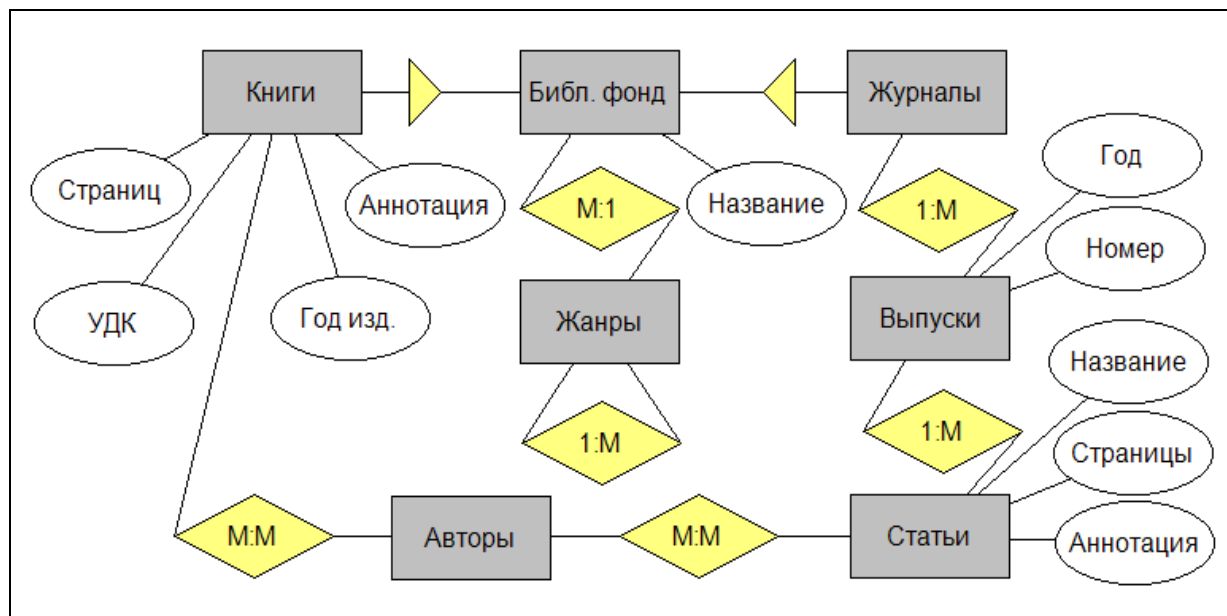 Книги
Библ. фонд
Журналы
Год
Страниц
Аннотация
М:1
Название
1:М
Номер
УДК
Год изд.
Жанры
Выпуски
Название
1:М
1:М
Страницы
М:М
Авторы
М:М
Статьи
Аннотация